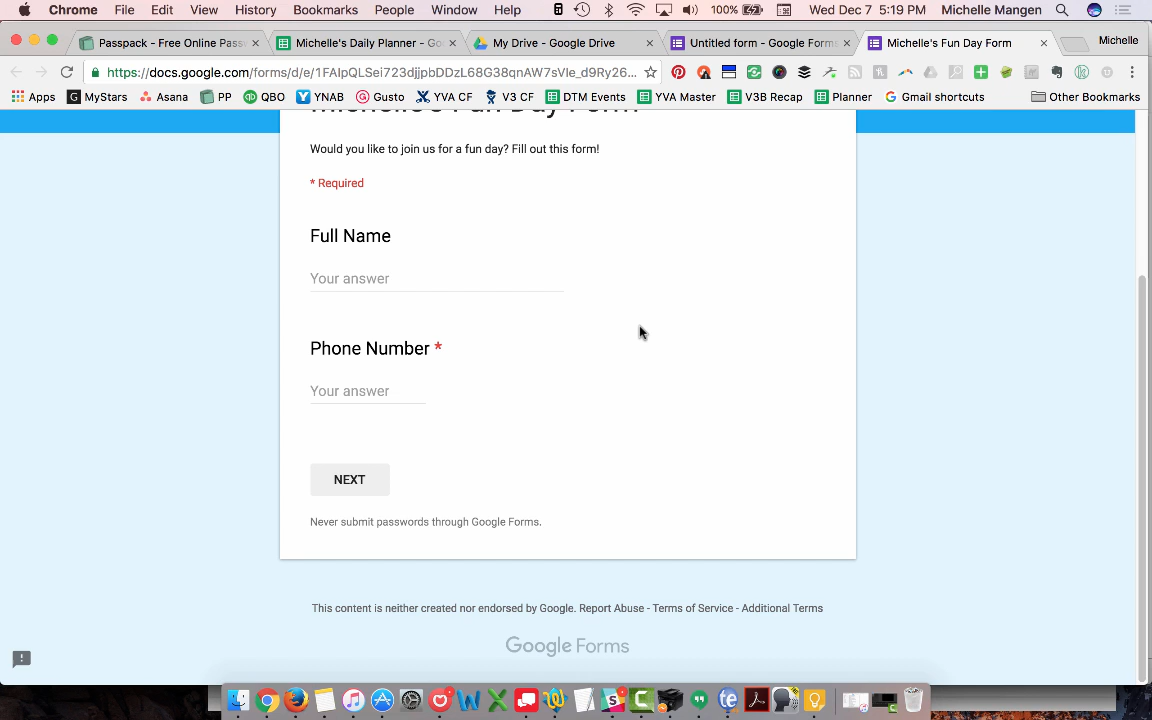 Chrome File Edit View History Bookmarks People Window Help 100% Wed Dec 7 5:19 PM Michelle Mangen
Passpack - Free Online Pass Michelle's Daily Planner - Go My Drive - Google Drive Untitled form - Google Form Michelle's Fun Day Form Michelle
https://docs.google.com/forms/d/e/1FAIpQLSei723djjpbDDzL68G38qnAW7sVle_d9Ry26...
Apps MyStars Asana PP QBO YNAB Gusto YVA CF V3 CF DTM Events YVA Master V3B Recap Planner Gmail shortcuts Other Bookmarks
Michelle's Fun Day Form
Would you like to join us for a fun day? Fill out this form!
* Required
Full Name
Your answer
Phone Number *
Your answer
NEXT
Never submit passwords through Google Forms.
This content is neither created nor endorsed by Google. Report Abuse - Terms of Service - Additional Terms
Google Forms